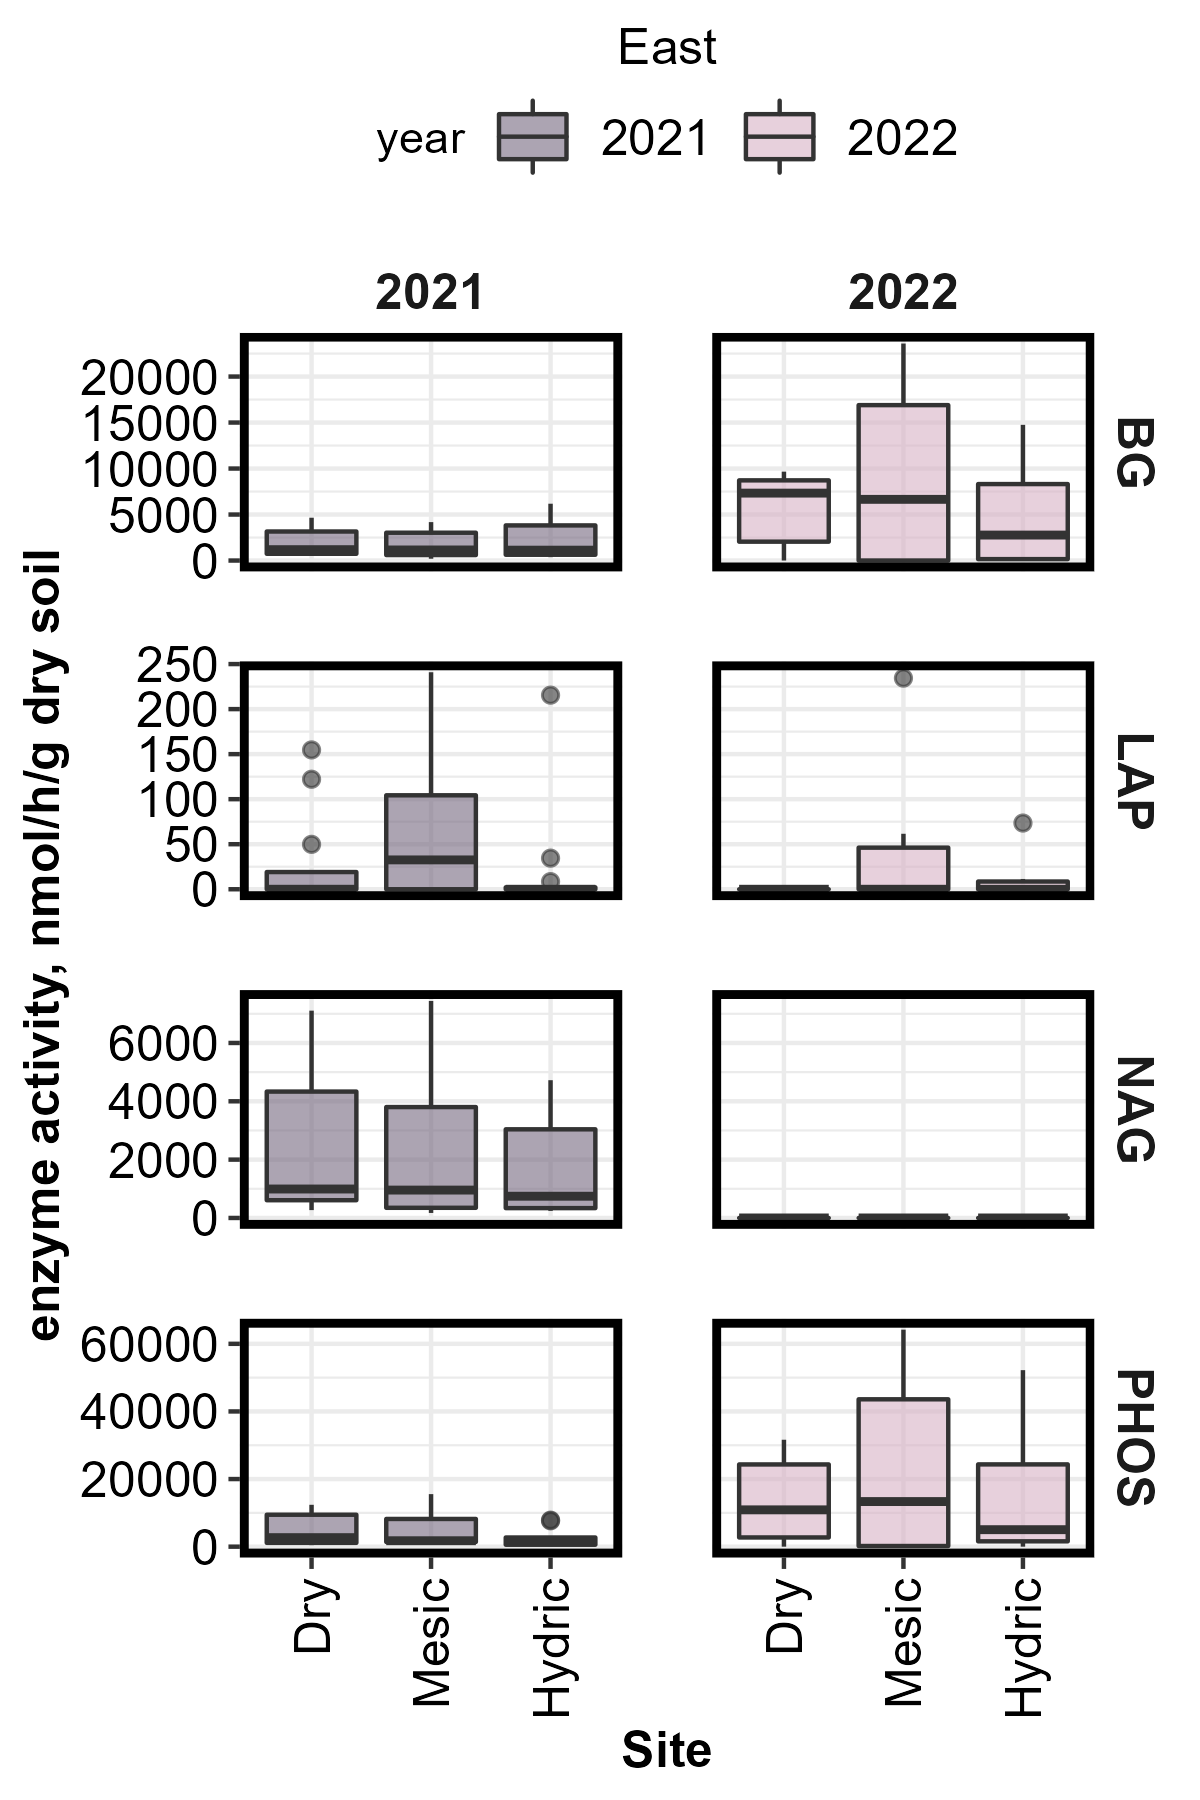 East
year 2021 2022
2021 2022
20000
15000
10000
5000
0
BG
250
200
150
100
50
0
LAP
6000
4000
2000
0
NAG
60000
40000
20000
0
PHOS
enzyme activity, nmol/h/g dry soil
Dry Mesic Hydric Dry Mesic Hydric
Site